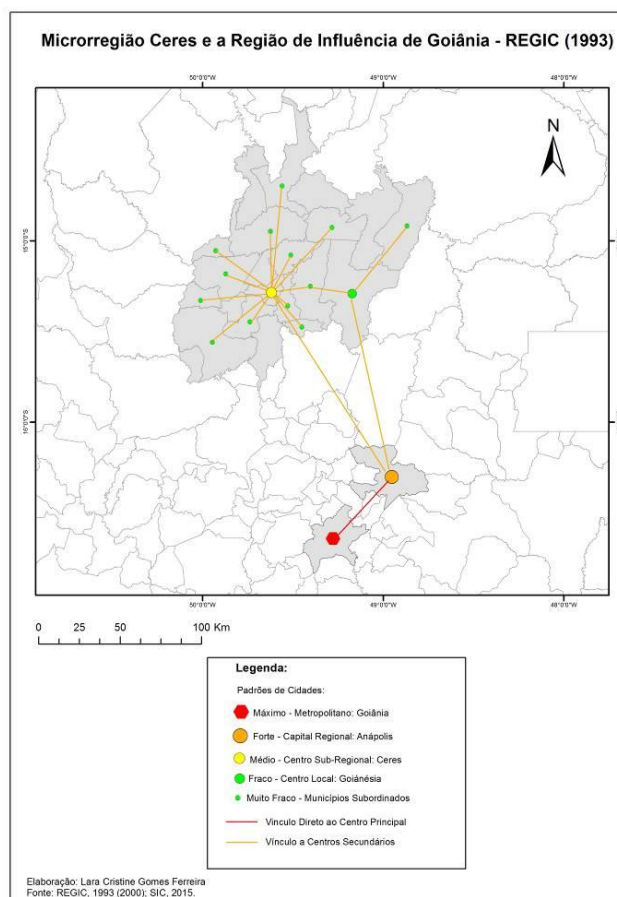 Microrregião Ceres e a Região de Influência de Goiânia - REGIC (1993)
50°0'0"W 49°0'0"W 48°0'0"W
N
15°0'0"S
16°0'0"S
50°0'0"W 49°0'0"W 48°0'0"W
0 25 50 100 Km
Legenda:
Padrões de Cidades:
Máximo - Metropolitano: Goiânia
Forte - Capital Regional: Anápolis
Médio - Centro Sub-Regional: Ceres
Fraco - Centro Local: Goiánésia
Muito Fraco - Municípios Subordinados
Vinculo Direto ao Centro Principal
Vínculo a Centros Secundários
Elaboração: Lara Cristine Gomes Ferreira
Fonte: REGIC, 1993 (2000); SIC, 2015.